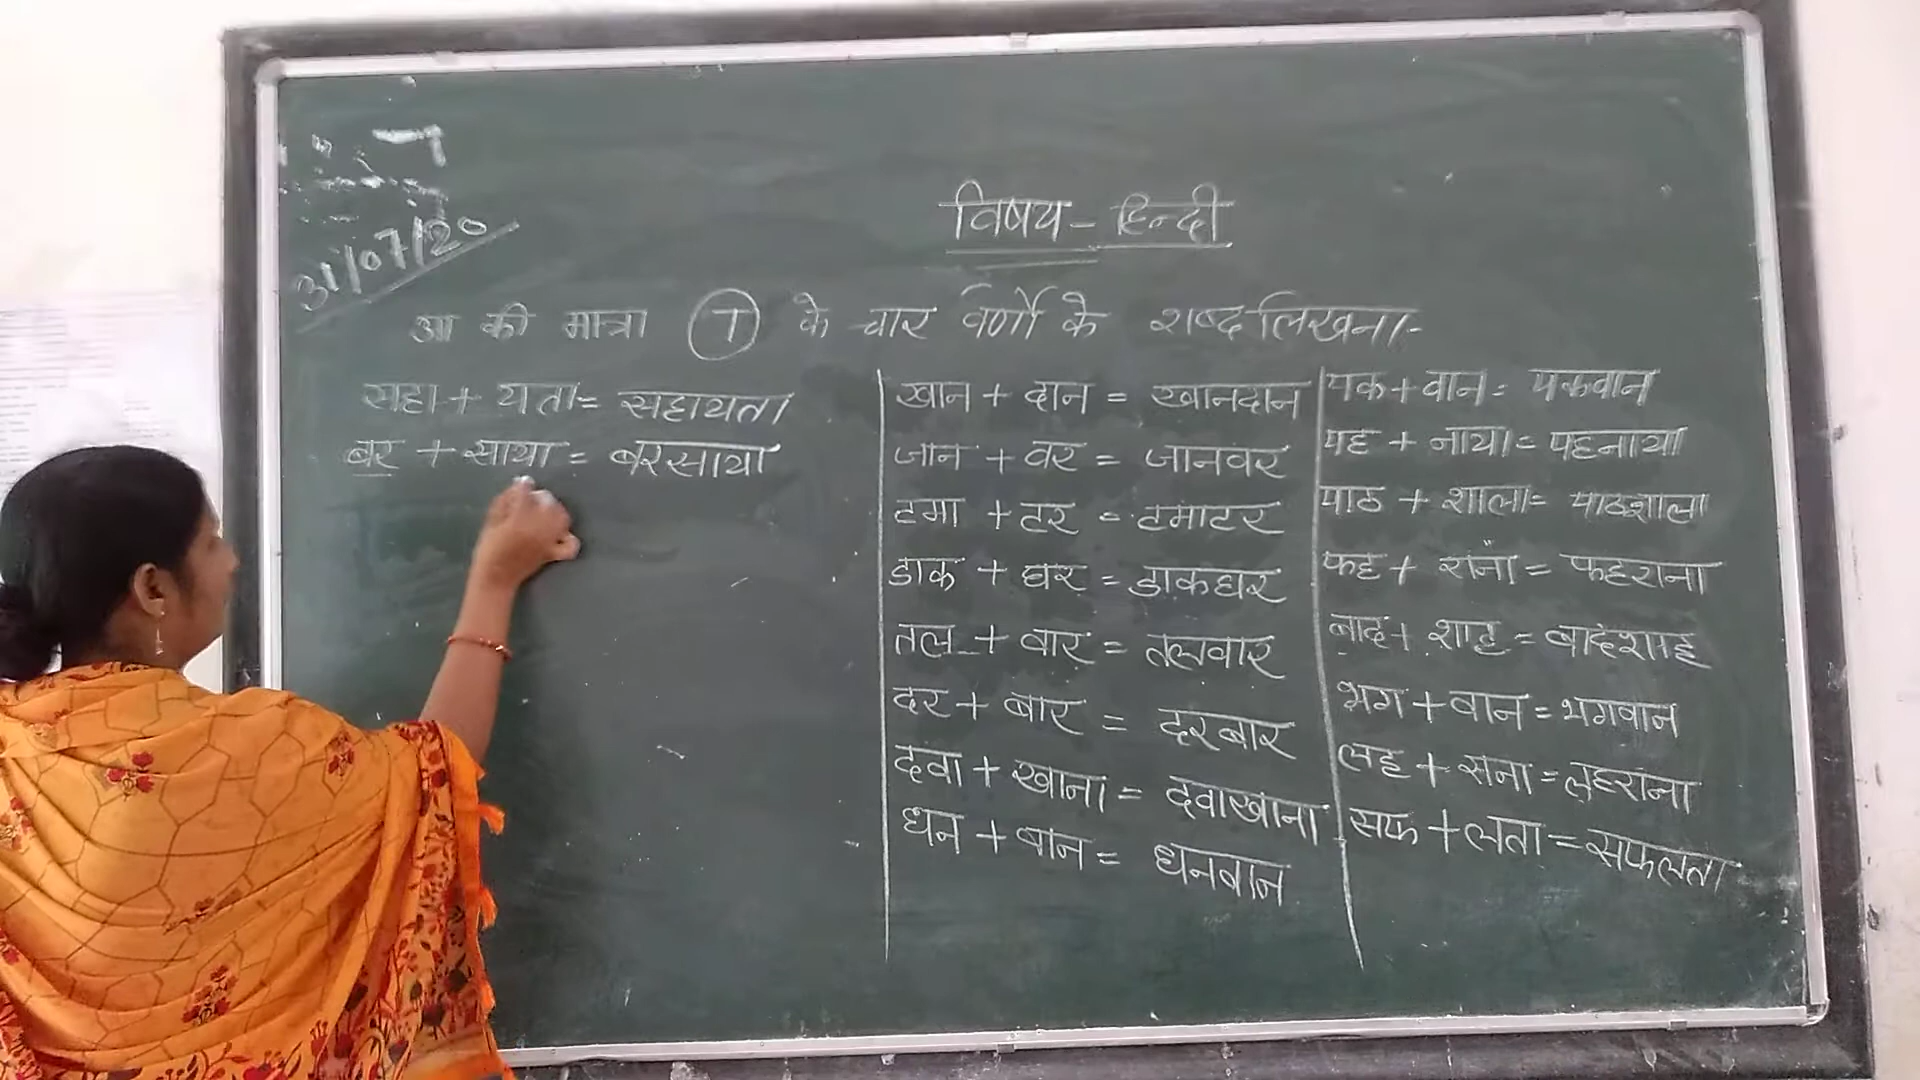 31/07/20
विषय - हिन्दी
आ की मात्रा (ा) के चार वर्णों के शब्द लिखना-
सहा + यता = सहायता
बर + साया = बरसाया
खान + दान = खानदान
जान + वर = जानवर
टमा + टर = टमाटर
डाक + घर = डाकघर
तल + वार = तलवार
दर + बार = दरबार
दवा + खाना = दवाखाना
धन + बान = धनबान
पक + वान = पकवान
पह + नाया = पहनाया
पाठ + शाला = पाठशाला
फह + राना = फहराना
बाद + शाह = बादशाह
भग + वान = भगवान
लह + राना = लहराना
सफ + लता = सफलता